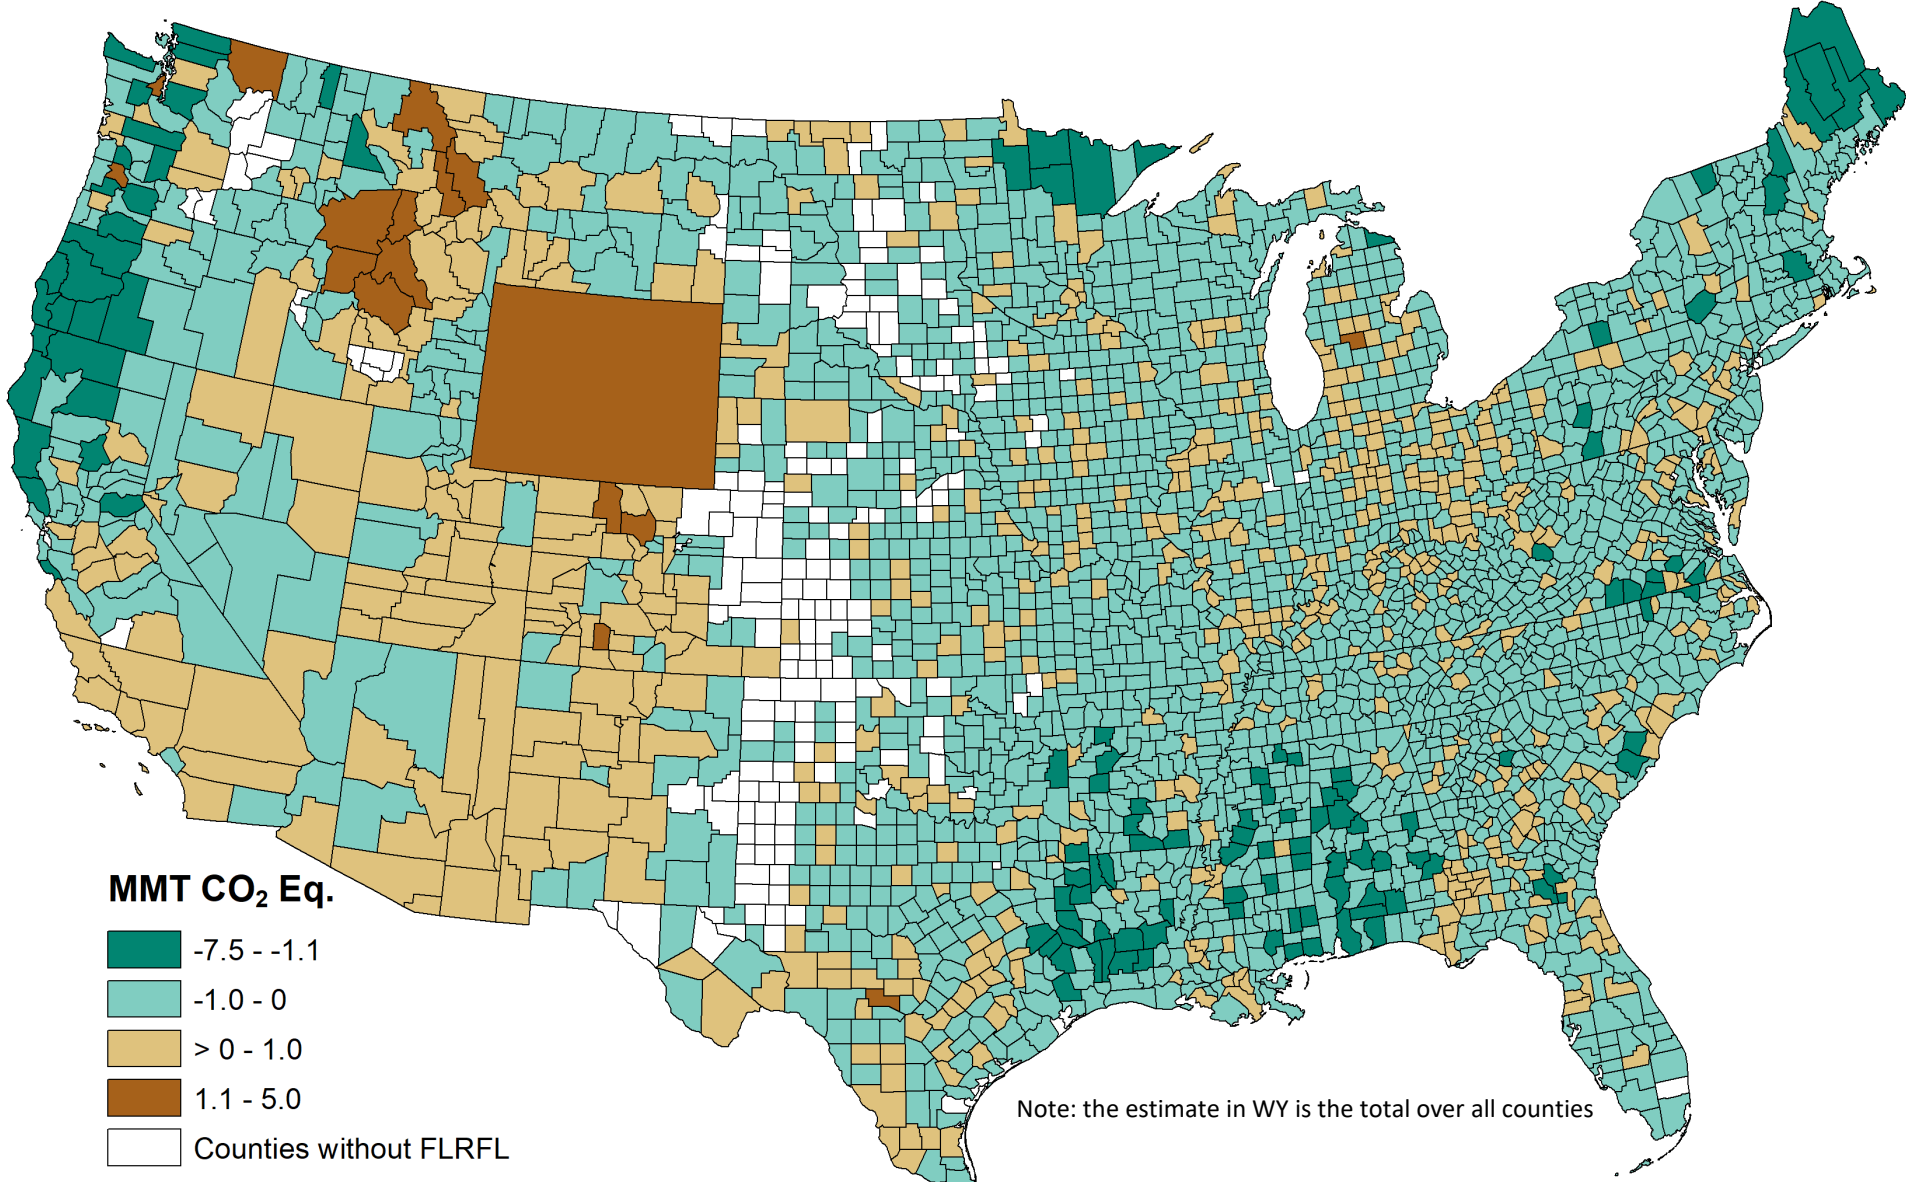 MMT CO₂ Eq.
-7.5 - -1.1
-1.0 - 0
> 0 - 1.0
1.1 - 5.0
Counties without FLRFL
Note: the estimate in WY is the total over all counties